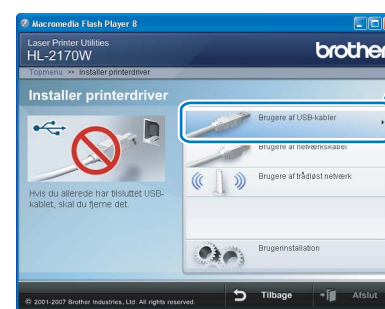 Macromedia Flash Player 8
Laser Printer Utilities
HL-2170W
brother
Topmenu >> Installer printerdriver
Installer printerdriver
Brugere af USB-kabler
Brugere af netværkskabel
Brugere af trådløst netværk
Hvis du allerede har tilsluttet USB-
kablet, skal du fjerne det.
Brugerinstallation
© 2001-2007 Brother Industries, Ltd. All rights reserved.
Tilbage
Afslut